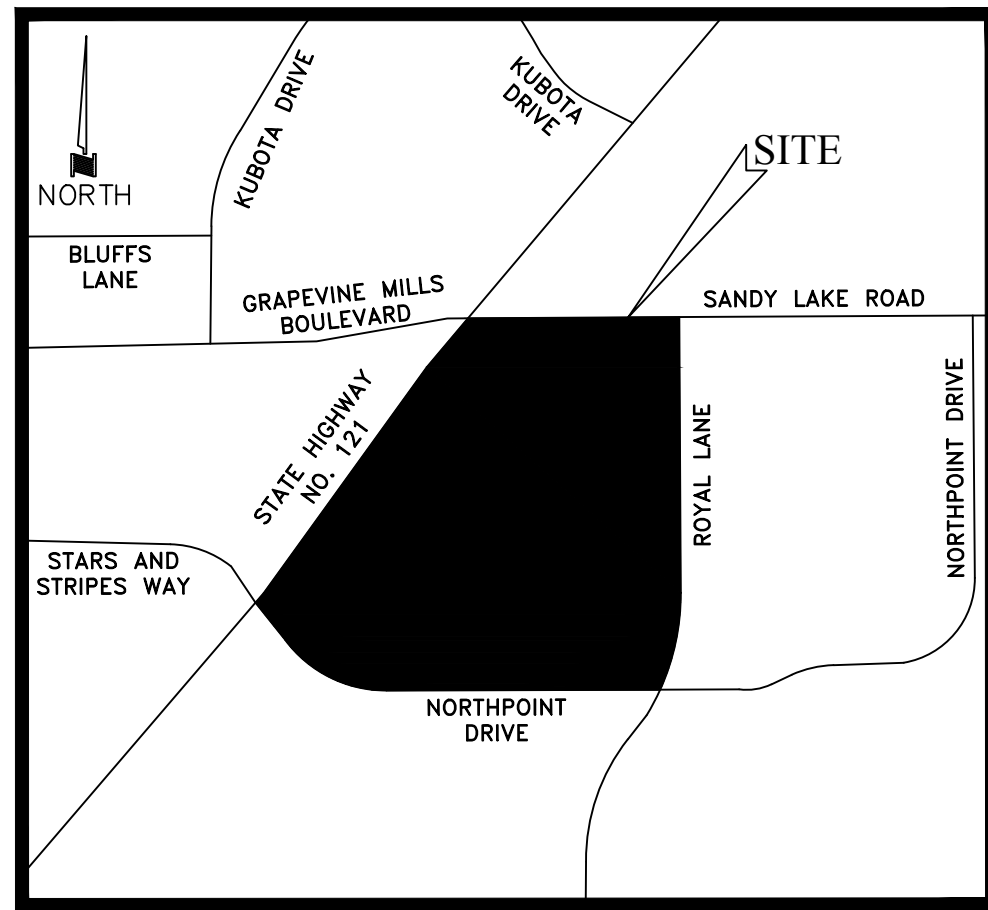 KUBOTA DRIVE
KUBOTA
DRIVE
SITE
NORTH
BLUFFS
LANE
GRAPEVINE MILLS
BOULEVARD
SANDY LAKE ROAD
STATE HIGHWAY
NO. 121
ROYAL LANE
NORTHPOINT DRIVE
STARS AND
STRIPES WAY
NORTHPOINT
DRIVE